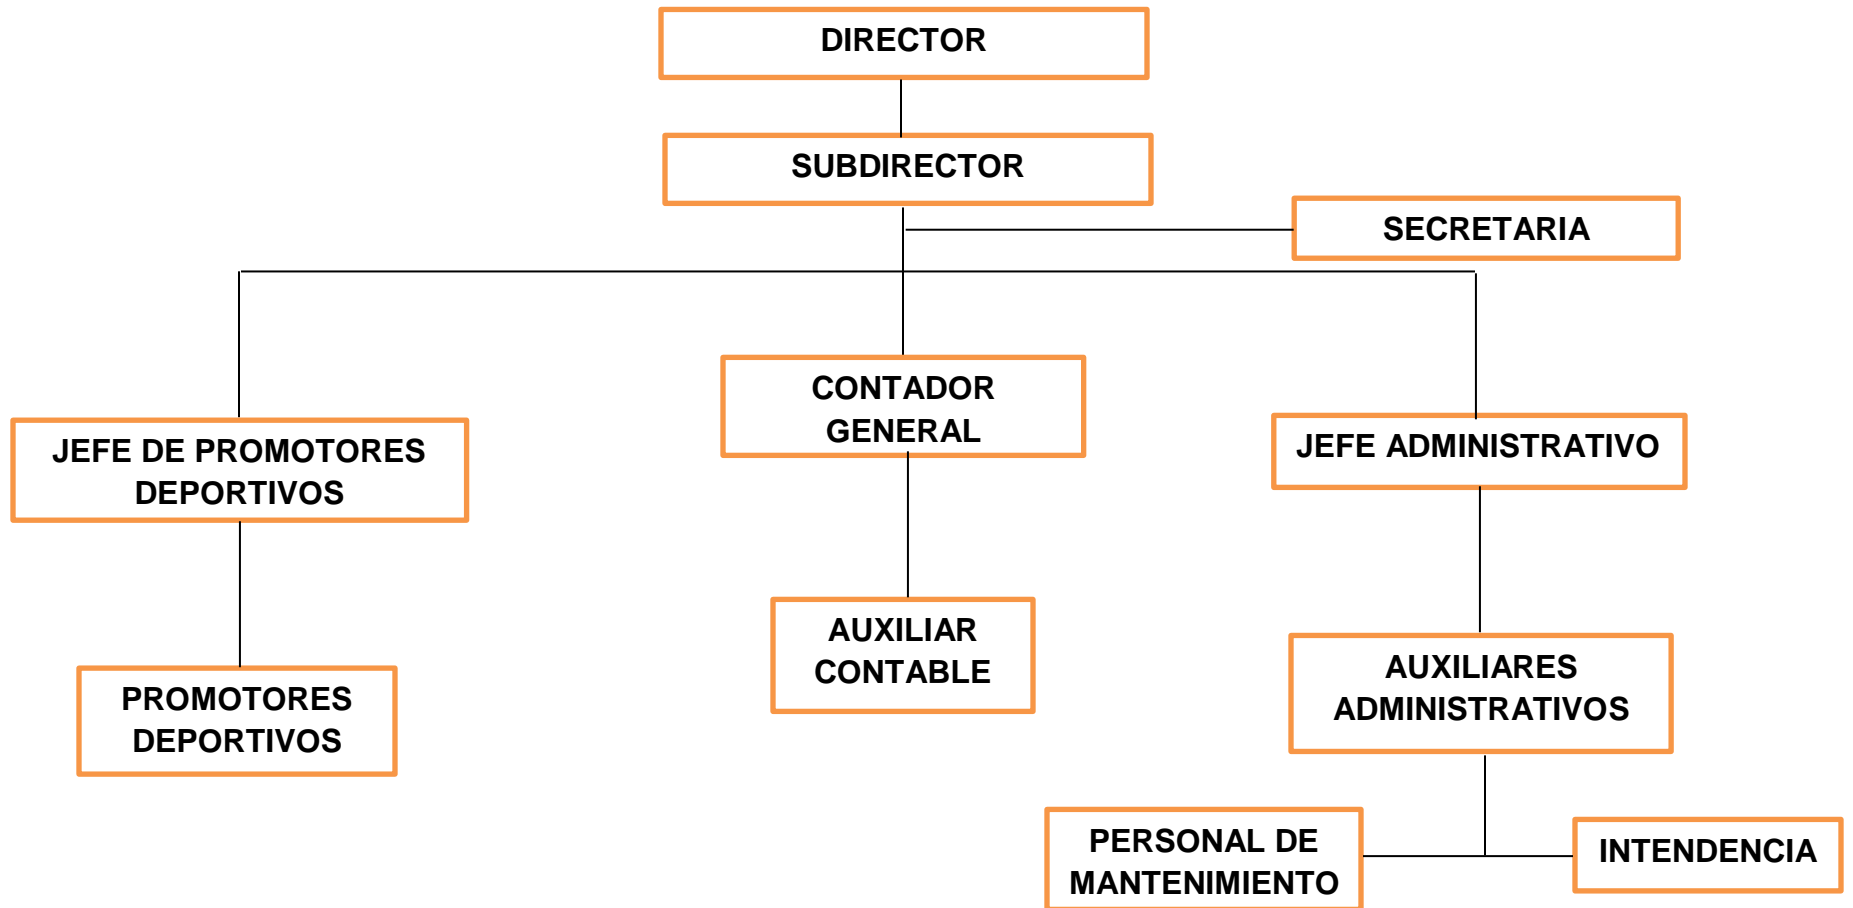 DIRECTOR
SUBDIRECTOR
SECRETARIA
CONTADOR
GENERAL
JEFE DE PROMOTORES
DEPORTIVOS
JEFE ADMINISTRATIVO
AUXILIAR
CONTABLE
PROMOTORES
DEPORTIVOS
AUXILIARES
ADMINISTRATIVOS
PERSONAL DE
MANTENIMIENTO
INTENDENCIA